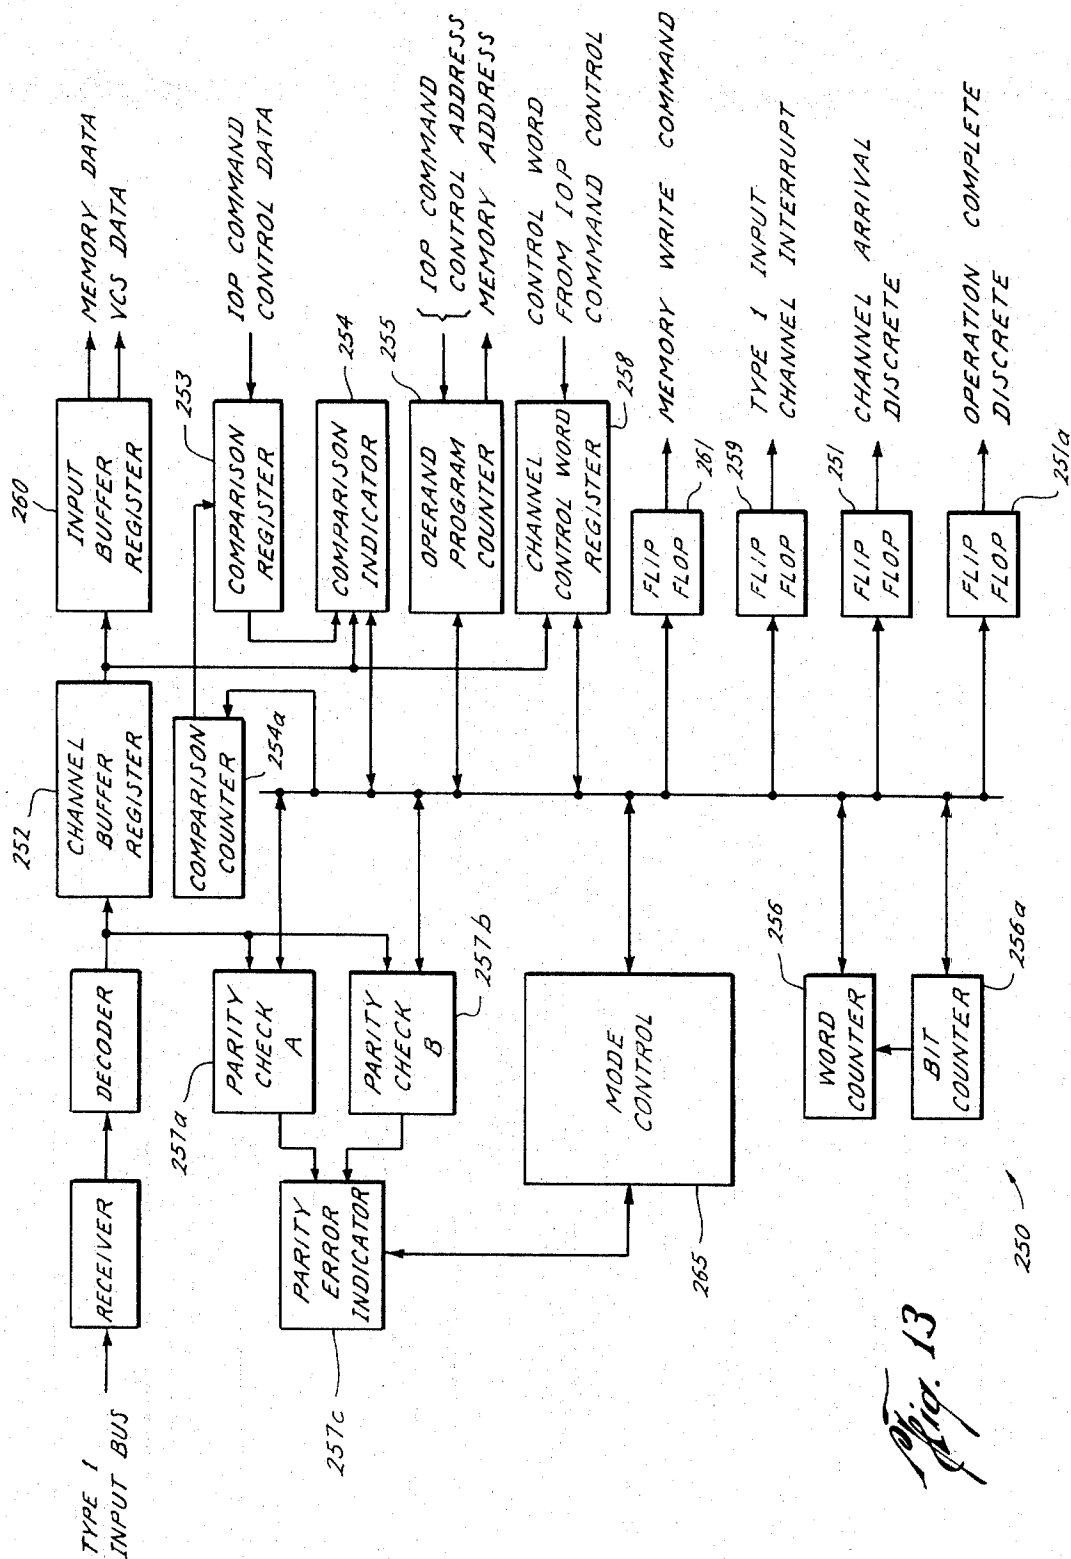 TYPE 1
INPUT BUS
RECEIVER
DECODER
252
CHANNEL
BUFFER
REGISTER
260
INPUT
BUFFER
REGISTER
MEMORY DATA
VCS DATA
257a
PARITY
CHECK
A
COMPARISON
COUNTER
254a
253
COMPARISON
REGISTER
IOP COMMAND
CONTROL DATA
257c
PARITY
ERROR
INDICATOR
PARITY
CHECK
B
257b
COMPARISON
INDICATOR
254
OPERAND
PROGRAM
COUNTER
255
IOP COMMAND
CONTROL ADDRESS
MEMORY ADDRESS
CHANNEL
CONTROL WORD
REGISTER
258
CONTROL WORD
FROM IOP
COMMAND CONTROL
MODE
CONTROL
265
FLIP
FLOP
261
MEMORY WRITE COMMAND
FLIP
FLOP
259
TYPE 1 INPUT
CHANNEL INTERRUPT
256
WORD
COUNTER
FLIP
FLOP
251
CHANNEL ARRIVAL
DISCRETE
BIT
COUNTER
256a
FLIP
FLOP
251a
OPERATION COMPLETE
DISCRETE
250
Fig. 13